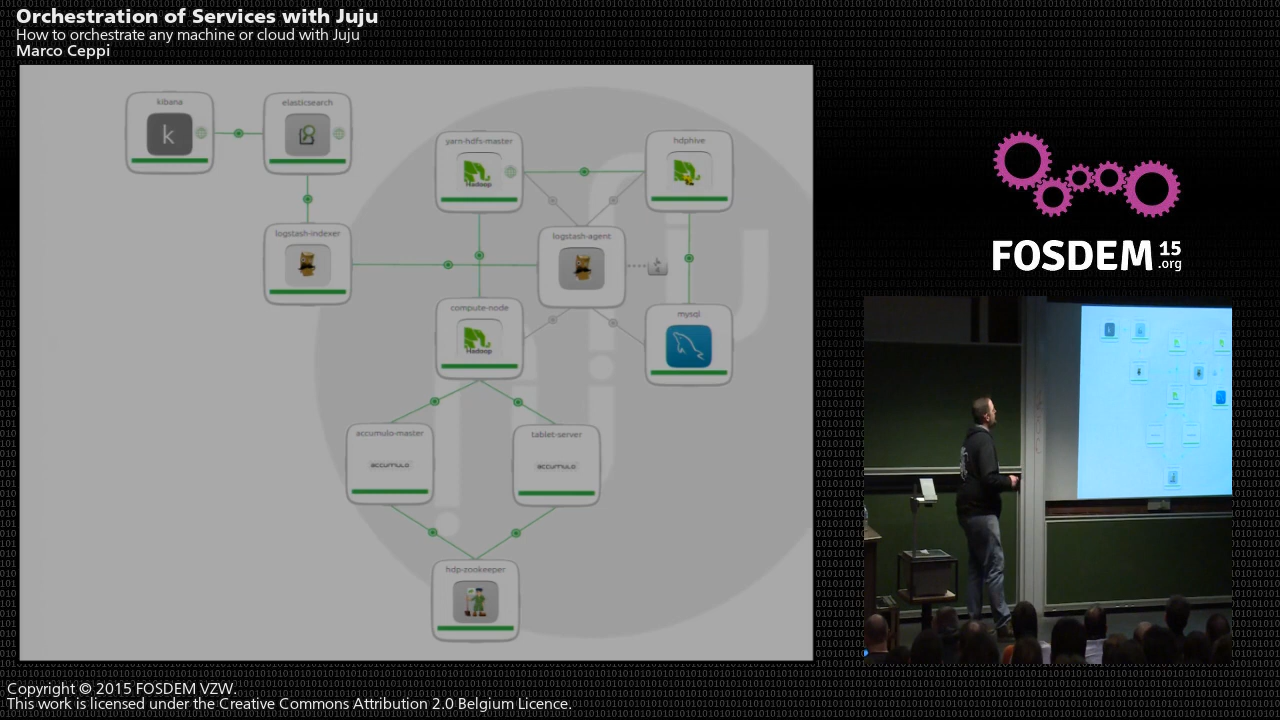 Orchestration of Services with Juju
How to orchestrate any machine or cloud with Juju
Marco Ceppi
kibana
k
elasticsearch
yarn-hdfs-master
Hadoop
hdphive
logstash-indexer
logstash-agent
4
compute-node
Hadoop
mysql
accumulo-master
accumulo
tablet-server
accumulo
hdp-zookeeper
juju
FOSDEM 15
.org
Copyright © 2015 FOSDEM VZW.
This work is licensed under the Creative Commons Attribution 2.0 Belgium Licence.